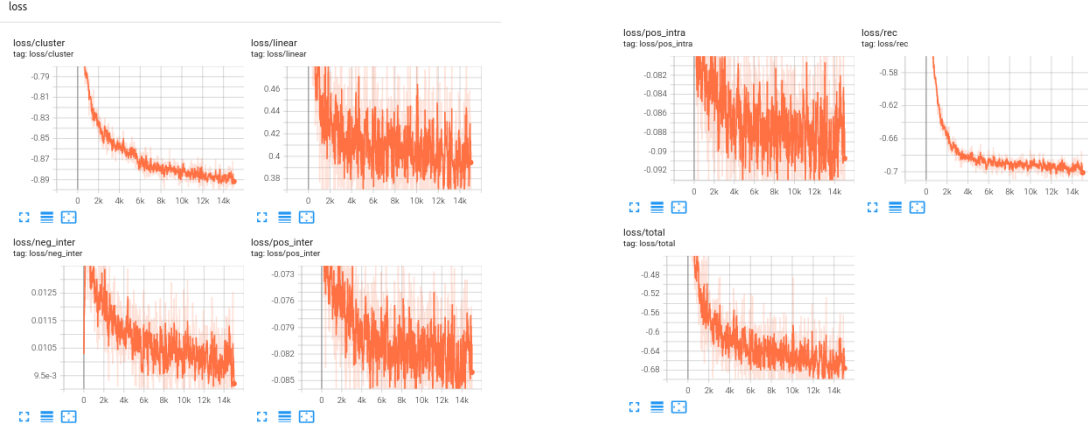 loss
loss/cluster
tag: loss/cluster
-0.79
-0.81
-0.83
-0.85
-0.87
-0.89
0 2k 4k 6k 8k 10k 12k 14k
loss/linear
tag: loss/linear
0.46
0.44
0.42
0.4
0.38
0 2k 4k 6k 8k 10k 12k 14k
loss/pos_intra
tag: loss/pos_intra
-0.082
-0.084
-0.086
-0.088
-0.09
-0.092
0 2k 4k 6k 8k 10k 12k 14k
loss/rec
tag: loss/rec
-0.58
-0.62
-0.66
-0.7
0 2k 4k 6k 8k 10k 12k 14k
loss/neg_inter
tag: loss/neg_inter
0.0125
0.0115
0.0105
9.5e-3
0 2k 4k 6k 8k 10k 12k 14k
loss/pos_inter
tag: loss/pos_inter
-0.073
-0.076
-0.079
-0.082
-0.085
0 2k 4k 6k 8k 10k 12k 14k
loss/total
tag: loss/total
-0.48
-0.52
-0.56
-0.6
-0.64
-0.68
0 2k 4k 6k 8k 10k 12k 14k